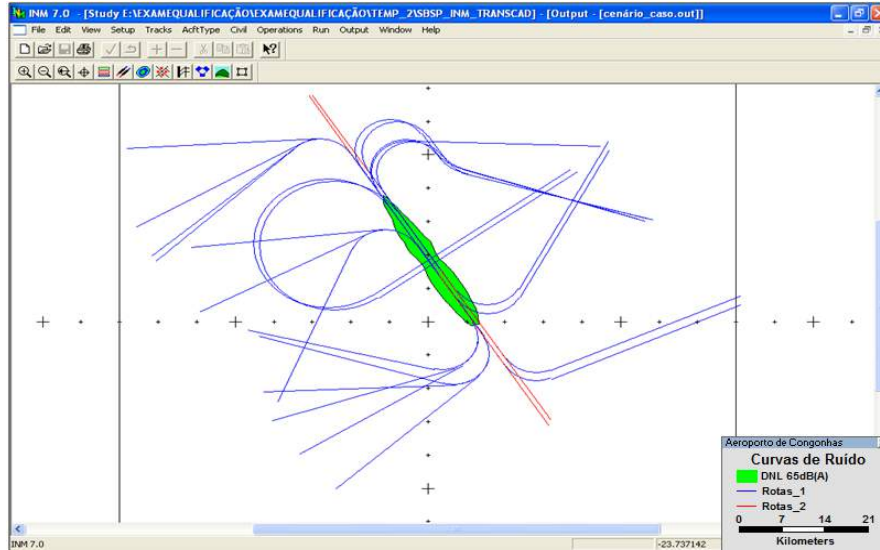 INM 7.0 - [Study E:\EXAMEQUALIFICAÇÃO\EXAMEQUALIFICAÇÃO\TEMP_2\SBSP_INM_TRANSCAD] - [Output - [cenário_caso.out]]
File Edit View Setup Tracks AcftType Civil Operations Run Output Window Help
Aeroporto de Congonhas
Curvas de Ruído
DNL 65dB(A)
Rotas_1
Rotas_2
0 7 14 21
Kilometers
INM 7.0
-23.737142